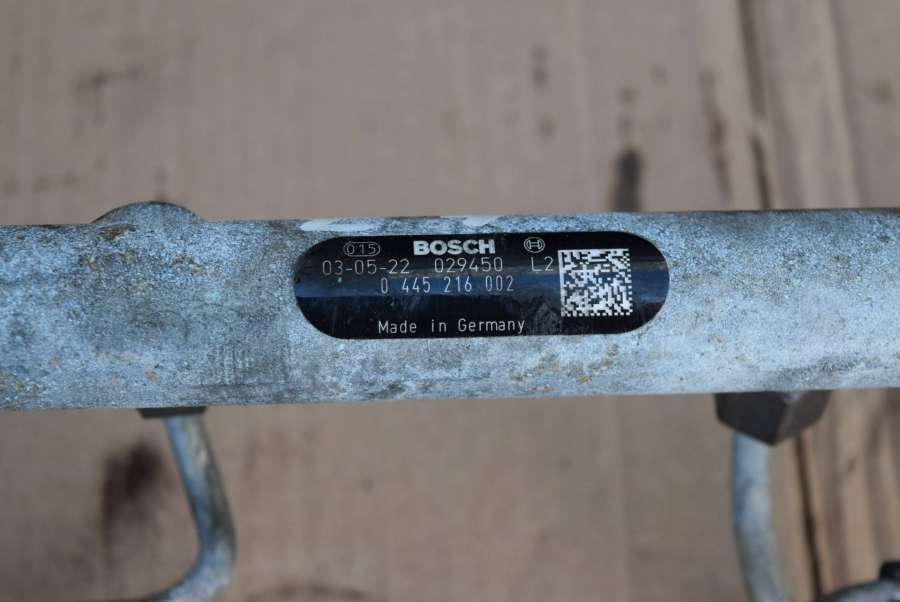 015 BOSCH
03-05-22 029450 L2
0 445 216 002
Made in Germany